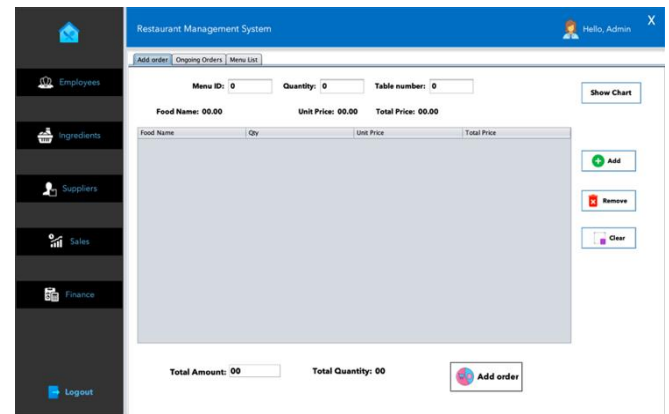 Restaurant Management System
Hello, Admin
X
Employees
Ingredients
Suppliers
Sales
Finance
Logout
Add order Ongoing Orders Menu List
Menu ID: 0 Quantity: 0 Table number: 0
Show Chart
Food Name: 00.00 Unit Price: 00.00 Total Price: 00.00
Food Name Qty Unit Price Total Price
Add
Remove
Clear
Total Amount: 00 Total Quantity: 00 Add order